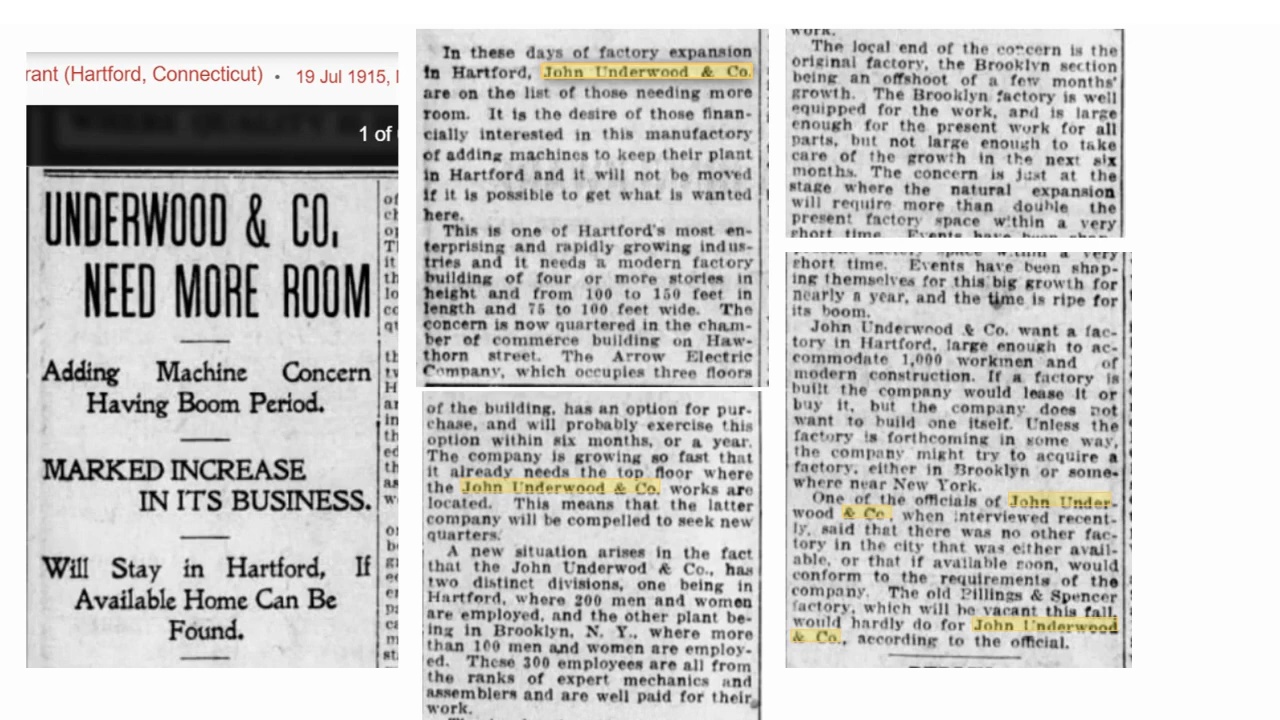 rant (Hartford, Connecticut) • 19 Jul 1915,
1 of
UNDERWOOD & CO.
NEED MORE ROOM
Adding Machine Concern
Having Boom Period.
MARKED INCREASE
IN ITS BUSINESS.
Will Stay in Hartford, If
Available Home Can Be
Found.
In these days of factory expansion
in Hartford, John Underwood & Co.
are on the list of those needing more
room. It is the desire of those finan-
cially interested in this manufactory
of adding machines to keep their plant
in Hartford and it will not be moved
if it is possible to get what is wanted
here.
This is one of Hartford's most en-
terprising and rapidly growing indus-
tries and it needs a modern factory
building of four or more stories in
height and from 100 to 150 feet in
length and 75 to 100 feet wide. The
concern is now quartered in the cham-
ber of commerce building on Haw-
thorn street. The Arrow Electric
Company, which occupies three floors
of the building, has an option for pur-
chase, and will probably exercise this
option within six months, or a year.
The company is growing so fast that
it already needs the top floor where
the John Underwood & Co. works are
located. This means that the latter
company will be compelled to seek new
quarters.
A new situation arises in the fact
that the John Underwod & Co., has
two distinct divisions, one being in
Hartford, where 200 men and women
are employed, and the other plant be-
ing in Brooklyn, N. Y., where more
than 100 men and women are employ-
ed. These 300 employees are all from
the ranks of expert mechanics and
assemblers and are well paid for their
work.
work.
The local end of the concern is the
original factory, the Brooklyn section
being an offshoot of a few months'
growth. The Brooklyn factory is well
equipped for the work, and is large
enough for the present work for all
parts, but not large enough to take
care of the growth in the next six
months. The concern is just at the
stage where the natural expansion
will require more than double the
present factory space within a very
short time. Events have been shap-
short time. Events have been shap-
ing themselves for this big growth for
nearly a year, and the time is ripe for
its boom.
John Underwood & Co. want a fac-
tory in Hartford, large enough to ac-
commodate 1,000 workmen and of
modern construction. If a factory is
built the company would lease it or
buy it, but the company does not
want to build one itself. Unless the
factory is forthcoming in some way,
the company might try to acquire a
factory, either in Brooklyn or some-
where near New York.
One of the officials of John Under-
wood & Co., when interviewed recent-
ly, said that there was no other fac-
tory in the city that was either avail-
able, or that if available soon, would
conform to the requirements of the
company. The old Pillings & Spencer
factory, which will be vacant this fall,
would hardly do for John Underwood
& Co., according to the official.